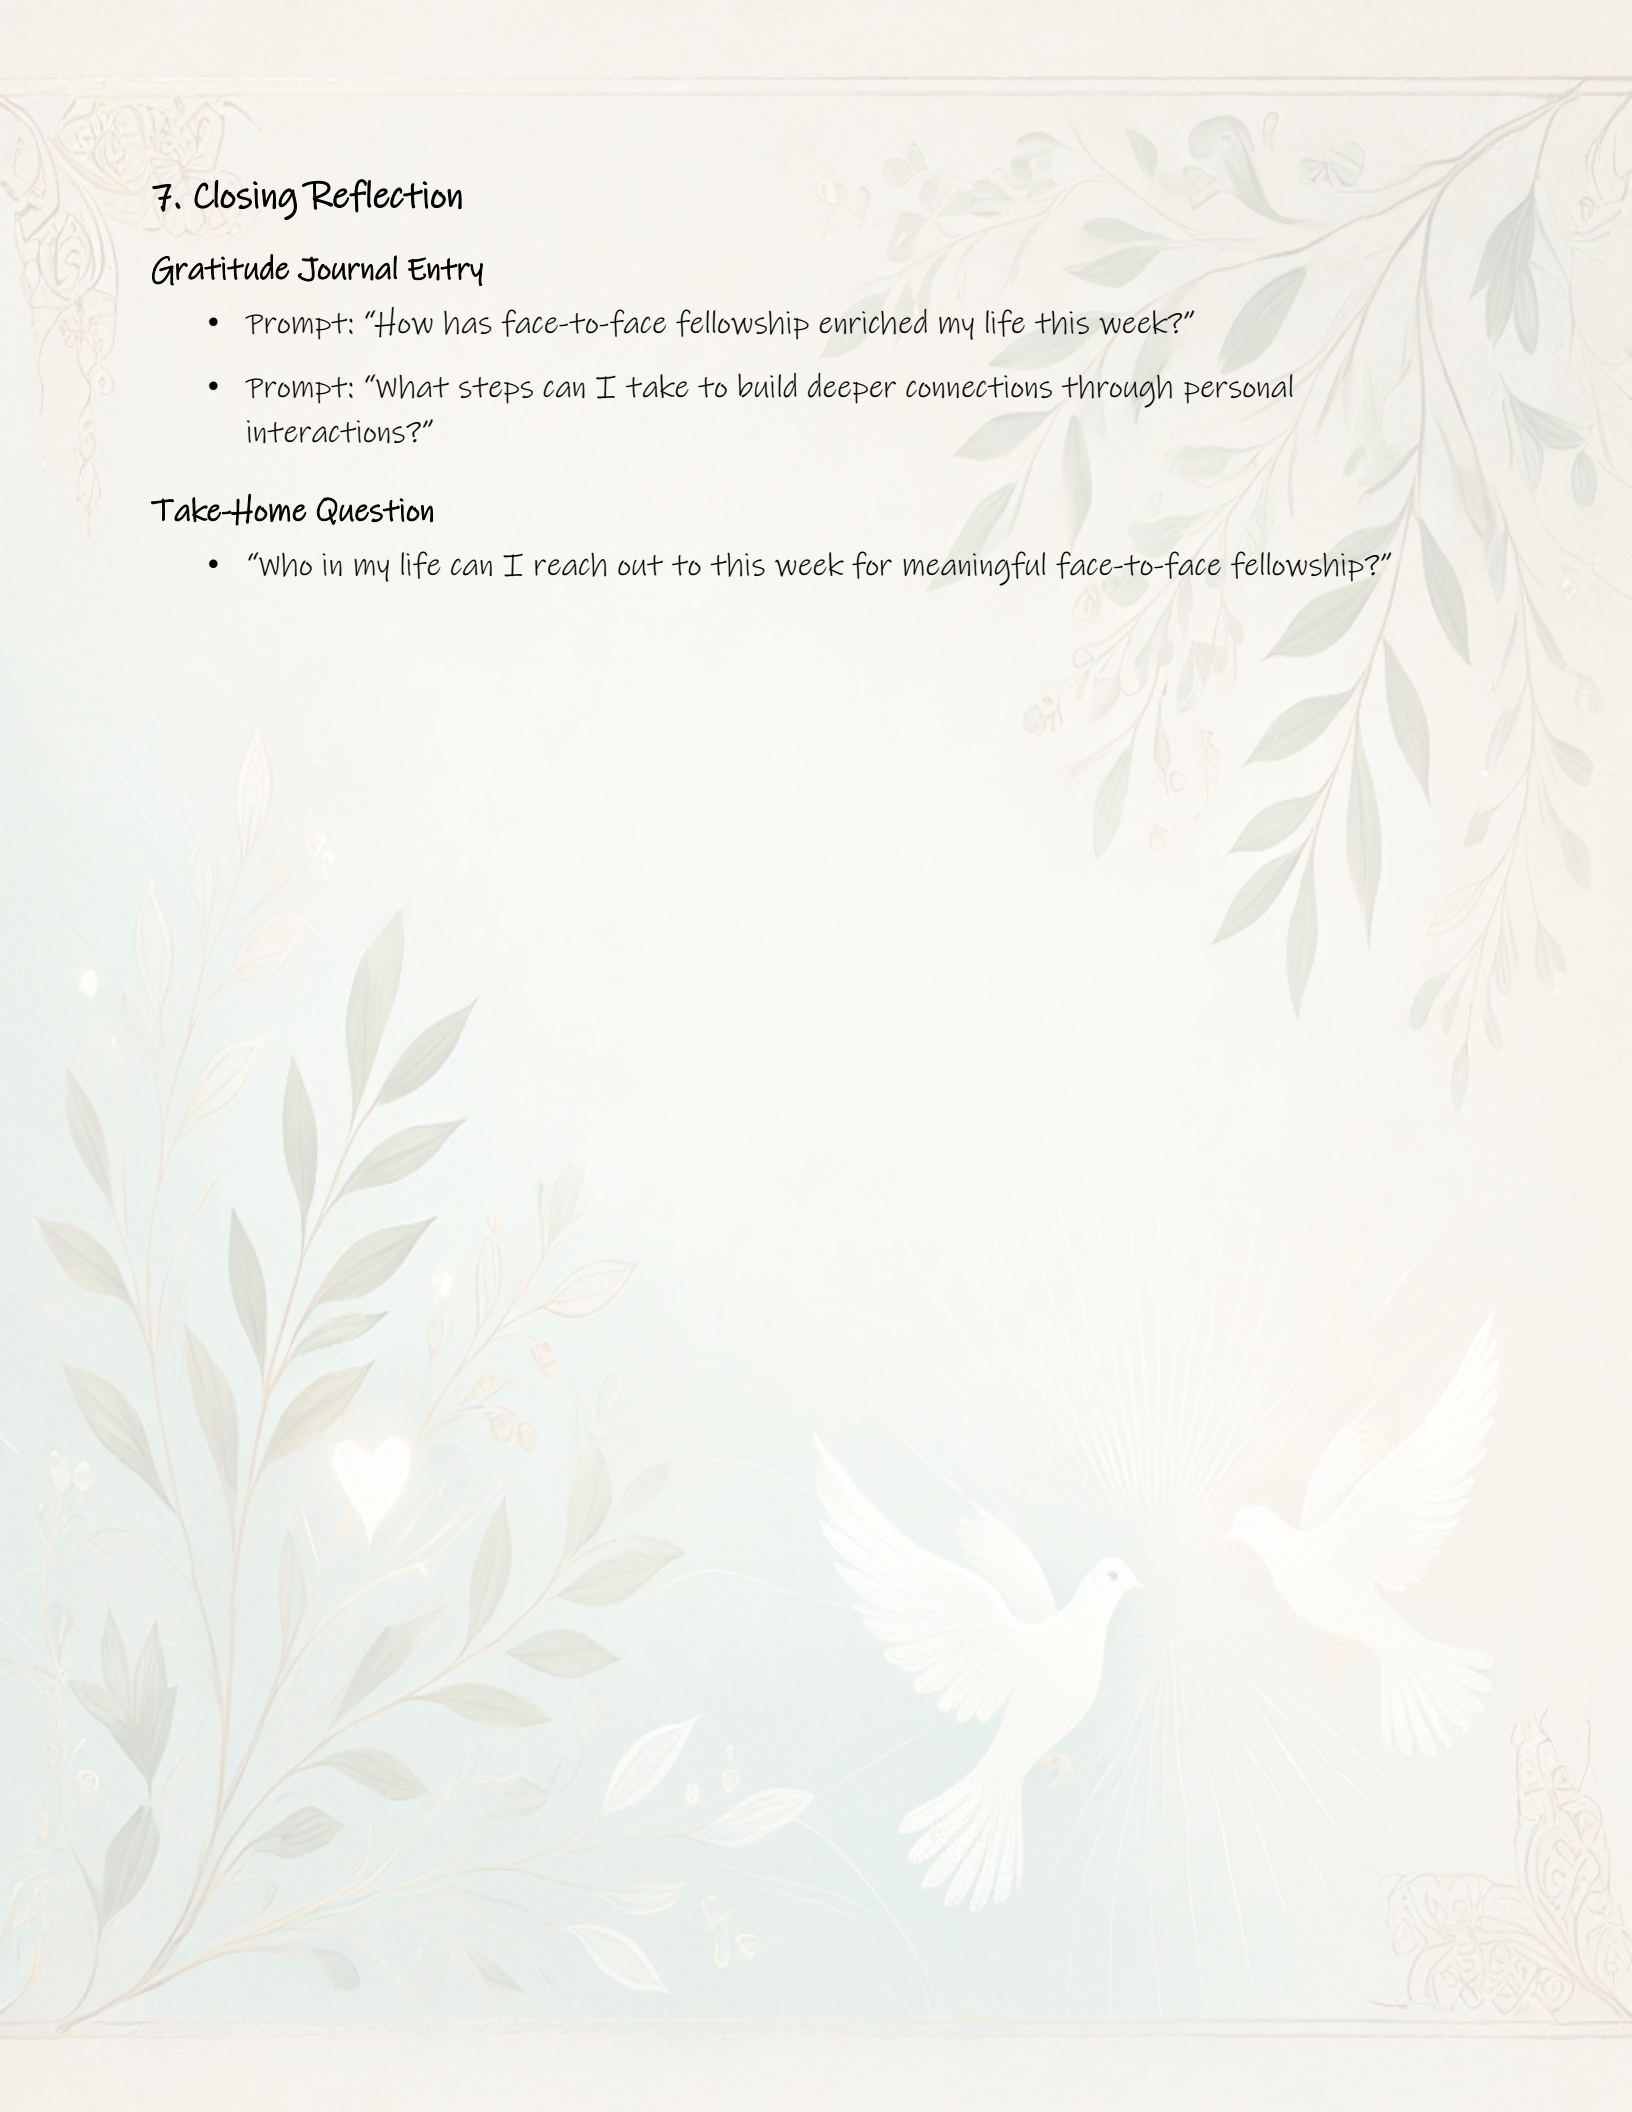 7. Closing Reflection
Gratitude Journal Entry
• Prompt: “How has face-to-face fellowship enriched my life this week?”
• Prompt: “What steps can I take to build deeper connections through personal
interactions?”
Take-Home Question
• “Who in my life can I reach out to this week for meaningful face-to-face fellowship?”